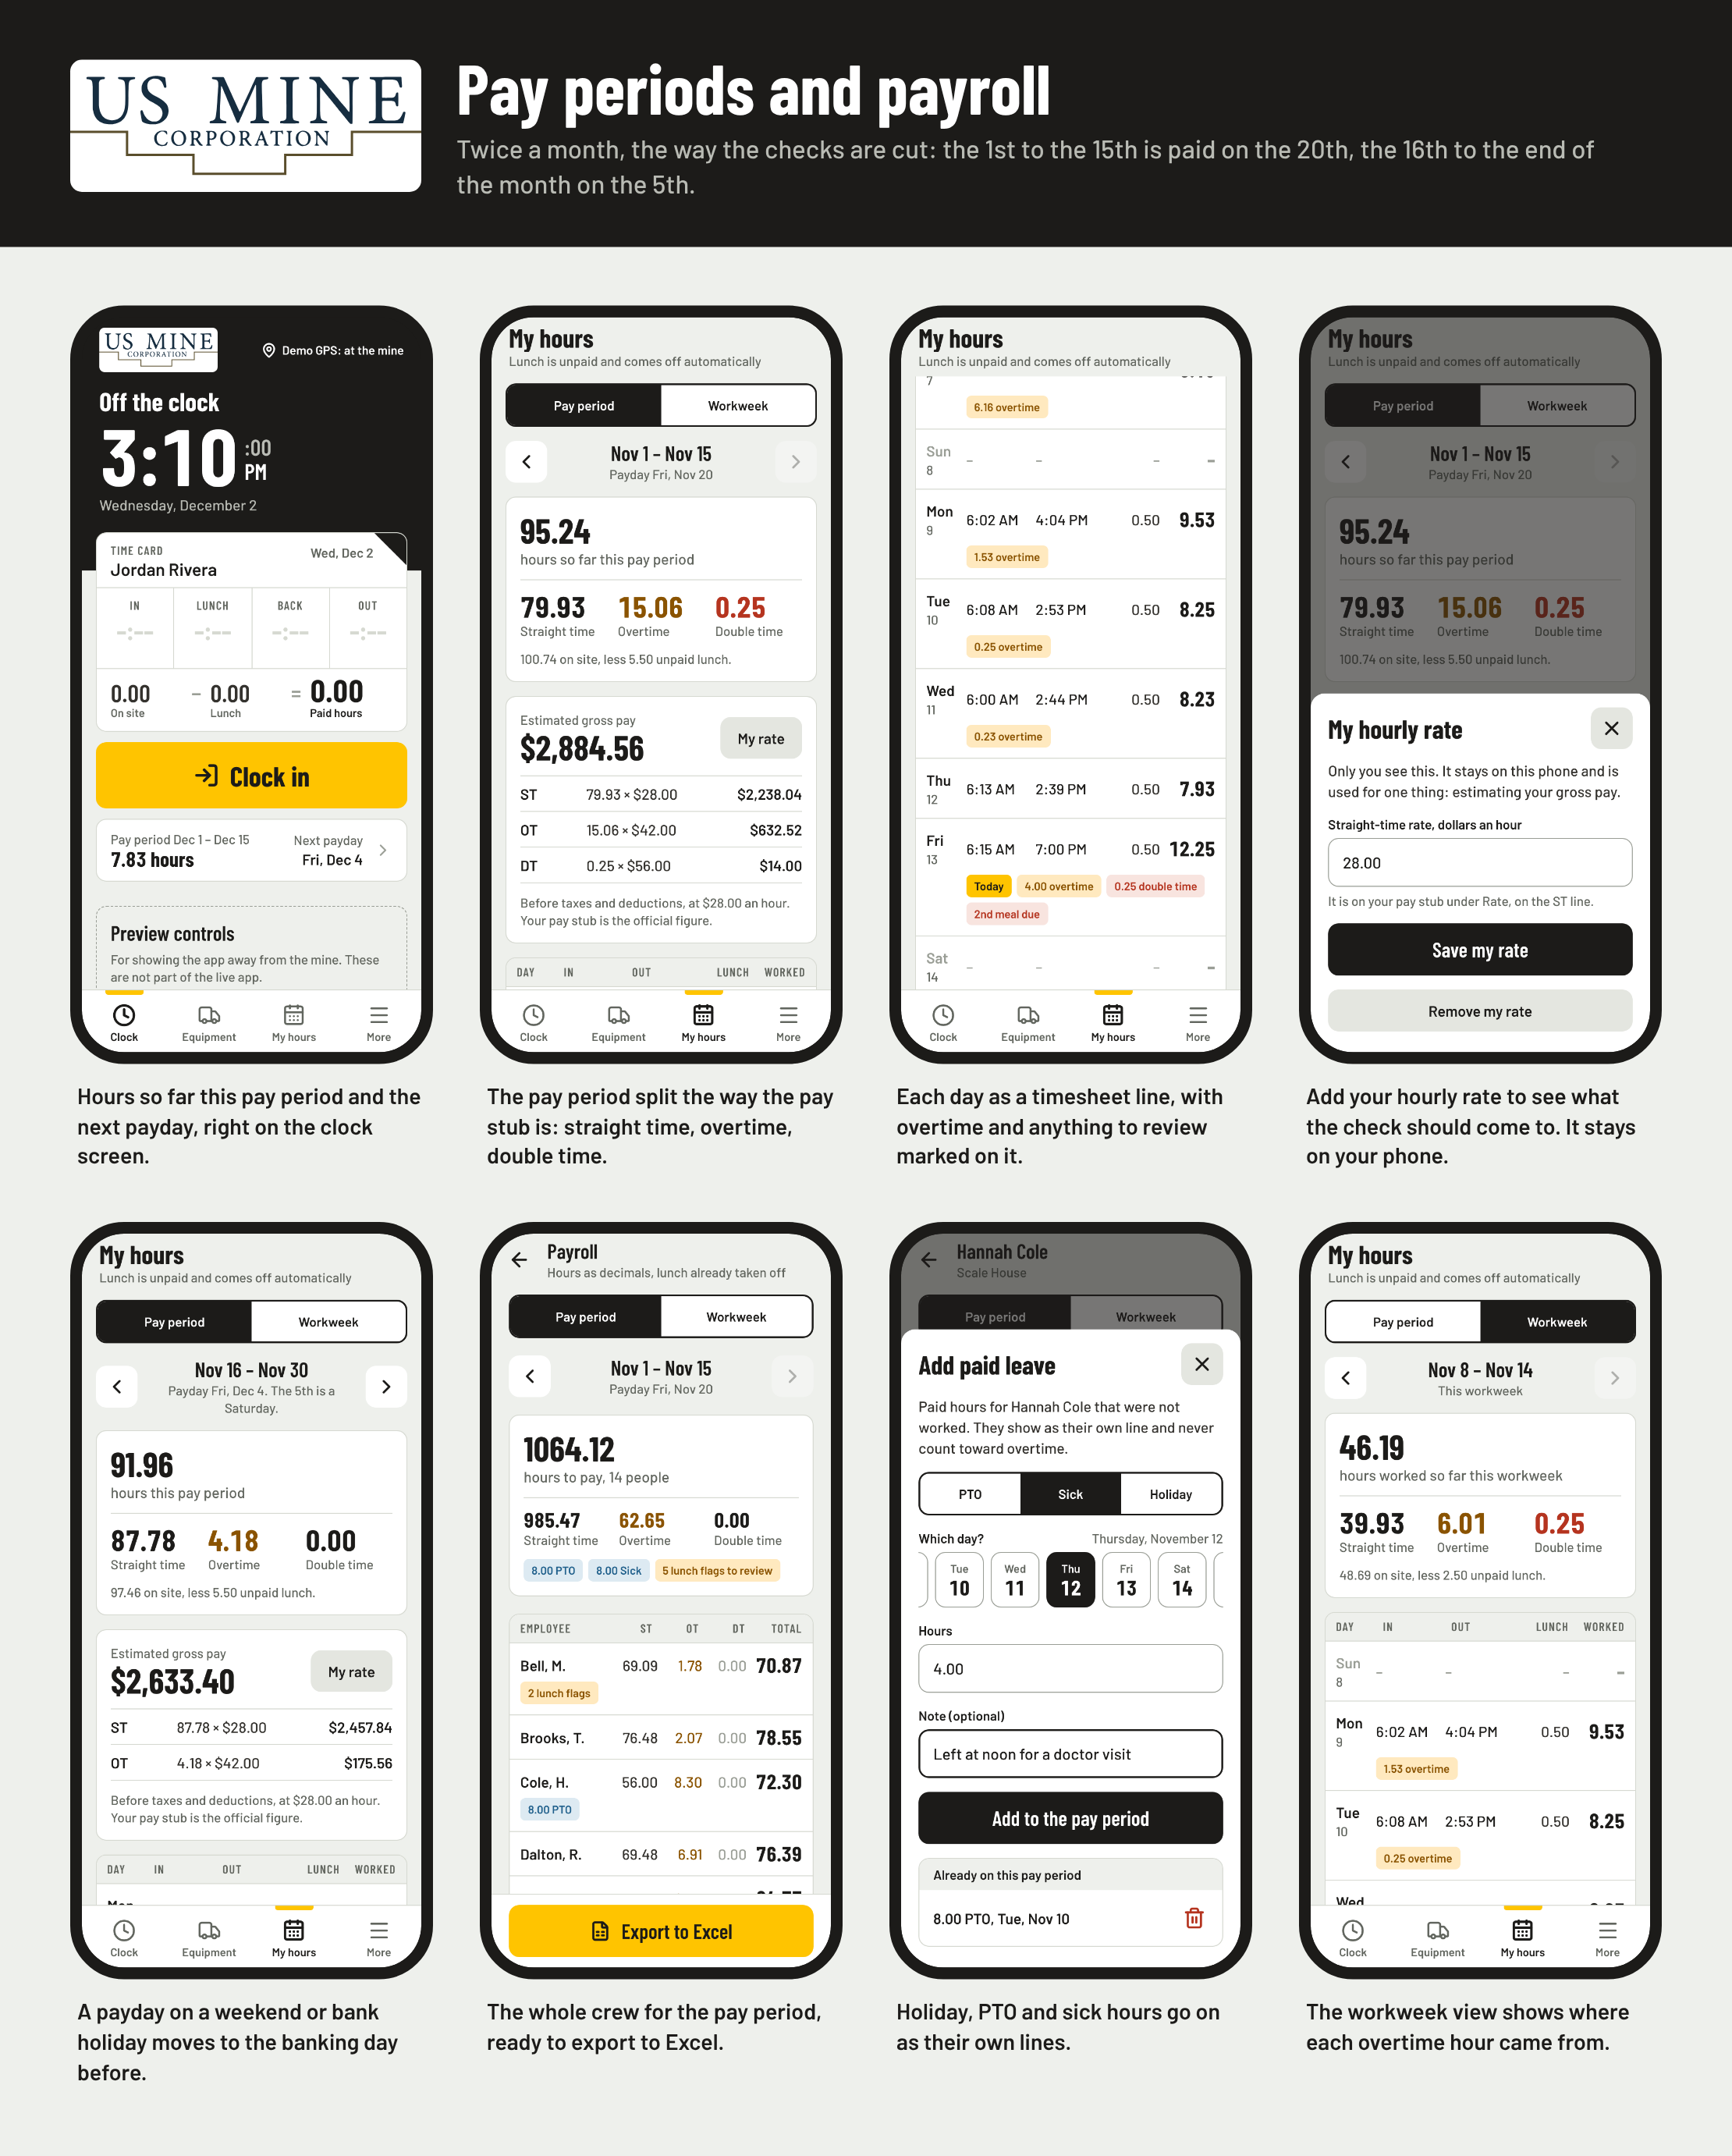 US MINE
CORPORATION
Pay periods and payroll
Twice a month, the way the checks are cut: the 1st to the 15th is paid on the 20th, the 16th to the end of
the month on the 5th.
US MINE
CORPORATION
Demo GPS: at the mine
Off the clock
3:10 :00 PM
Wednesday, December 2
TIME CARD
Wed, Dec 2
Jordan Rivera
IN LUNCH BACK OUT
-:-- -:-- -:-- -:--
0.00 − 0.00 = 0.00
On site Lunch Paid hours
Clock in
Pay period Dec 1 – Dec 15 Next payday
7.83 hours Fri, Dec 4
Preview controls
For showing the app away from the mine. These
are not part of the live app.
Clock Equipment My hours More
Hours so far this pay period and the
next payday, right on the clock
screen.
My hours
Lunch is unpaid and comes off automatically
Pay period Workweek
Nov 1 – Nov 15
Payday Fri, Nov 20
95.24
hours so far this pay period
79.93 15.06 0.25
Straight time Overtime Double time
100.74 on site, less 5.50 unpaid lunch.
Estimated gross pay
$2,884.56
My rate
ST 79.93 × $28.00 $2,238.04
OT 15.06 × $42.00 $632.52
DT 0.25 × $56.00 $14.00
Before taxes and deductions, at $28.00 an hour.
Your pay stub is the official figure.
DAY IN OUT LUNCH WORKED
Clock Equipment My hours More
The pay period split the way the pay
stub is: straight time, overtime,
double time.
My hours
Lunch is unpaid and comes off automatically
7
6.16 overtime
Sun – – – –
8
Mon 6:02 AM 4:04 PM 0.50 9.53
9
1.53 overtime
Tue 6:08 AM 2:53 PM 0.50 8.25
10
0.25 overtime
Wed 6:00 AM 2:44 PM 0.50 8.23
11
0.23 overtime
Thu 6:13 AM 2:39 PM 0.50 7.93
12
Fri 6:15 AM 7:00 PM 0.50 12.25
13
Today 4.00 overtime 0.25 double time
2nd meal due
Sat – – – –
14
Clock Equipment My hours More
Each day as a timesheet line, with
overtime and anything to review
marked on it.
My hours
Lunch is unpaid and comes off automatically
Pay period Workweek
Nov 1 – Nov 15
Payday Fri, Nov 20
95.24
hours so far this pay period
79.93 15.06 0.25
Straight time Overtime Double time
100.74 on site, less 5.50 unpaid lunch.
My hourly rate
Only you see this. It stays on this phone and is
used for one thing: estimating your gross pay.
Straight-time rate, dollars an hour
28.00
It is on your pay stub under Rate, on the ST line.
Save my rate
Remove my rate
Add your hourly rate to see what
the check should come to. It stays
on your phone.
My hours
Lunch is unpaid and comes off automatically
Pay period Workweek
Nov 16 – Nov 30
Payday Fri, Dec 4. The 5th is a
Saturday.
91.96
hours this pay period
87.78 4.18 0.00
Straight time Overtime Double time
97.46 on site, less 5.50 unpaid lunch.
Estimated gross pay
$2,633.40
My rate
ST 87.78 × $28.00 $2,457.84
OT 4.18 × $42.00 $175.56
Before taxes and deductions, at $28.00 an hour.
Your pay stub is the official figure.
DAY IN OUT LUNCH WORKED
Mon
Clock Equipment My hours More
A payday on a weekend or bank
holiday moves to the banking day
before.
Payroll
Hours as decimals, lunch already taken off
Pay period Workweek
Nov 1 – Nov 15
Payday Fri, Nov 20
1064.12
hours to pay, 14 people
985.47 62.65 0.00
Straight time Overtime Double time
8.00 PTO 8.00 Sick 5 lunch flags to review
EMPLOYEE ST OT DT TOTAL
Bell, M. 69.09 1.78 0.00 70.87
2 lunch flags
Brooks, T. 76.48 2.07 0.00 78.55
Cole, H. 56.00 8.30 0.00 72.30
8.00 PTO
Dalton, R. 69.48 6.91 0.00 76.39
Export to Excel
The whole crew for the pay period,
ready to export to Excel.
Hannah Cole
Scale House
Pay period Workweek
Add paid leave
Paid hours for Hannah Cole that were not
worked. They show as their own line and never
count toward overtime.
PTO Sick Holiday
Which day? Thursday, November 12
Tue Wed Thu Fri Sat
10 11 12 13 14
Hours
4.00
Note (optional)
Left at noon for a doctor visit
Add to the pay period
Already on this pay period
8.00 PTO, Tue, Nov 10
Holiday, PTO and sick hours go on
as their own lines.
My hours
Lunch is unpaid and comes off automatically
Pay period Workweek
Nov 8 – Nov 14
This workweek
46.19
hours worked so far this workweek
39.93 6.01 0.25
Straight time Overtime Double time
48.69 on site, less 2.50 unpaid lunch.
DAY IN OUT LUNCH WORKED
Sun – – – –
8
Mon 6:02 AM 4:04 PM 0.50 9.53
9
1.53 overtime
Tue 6:08 AM 2:53 PM 0.50 8.25
10
0.25 overtime
Wed
Clock Equipment My hours More
The workweek view shows where
each overtime hour came from.